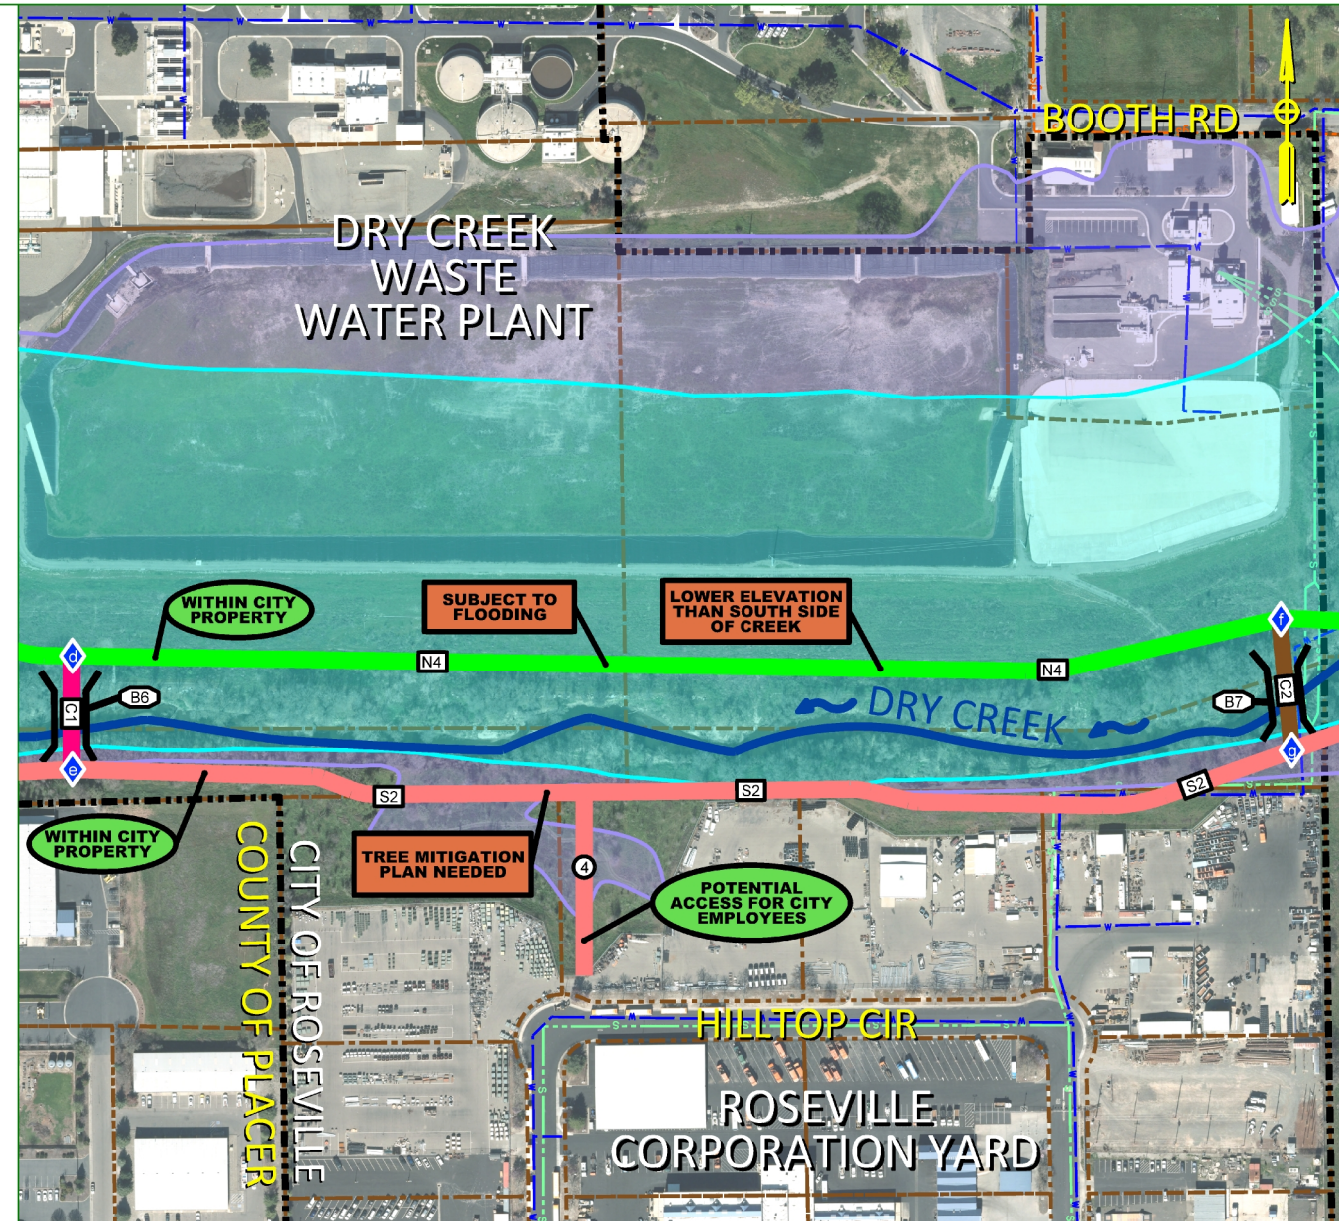 BOOTH RD
DRY CREEK
WASTE
WATER PLANT
WITHIN CITY
PROPERTY
SUBJECT TO
FLOODING
LOWER ELEVATION
THAN SOUTH SIDE
OF CREEK
d
f
N4
N4
C1
B6
C2
B7
DRY CREEK
e
g
S2
S2
S2
WITHIN CITY
PROPERTY
TREE MITIGATION
PLAN NEEDED
4
POTENTIAL
ACCESS FOR CITY
EMPLOYEES
COUNTY OF PLACER
CITY OF ROSEVILLE
HILLTOP CIR
ROSEVILLE
CORPORATION YARD